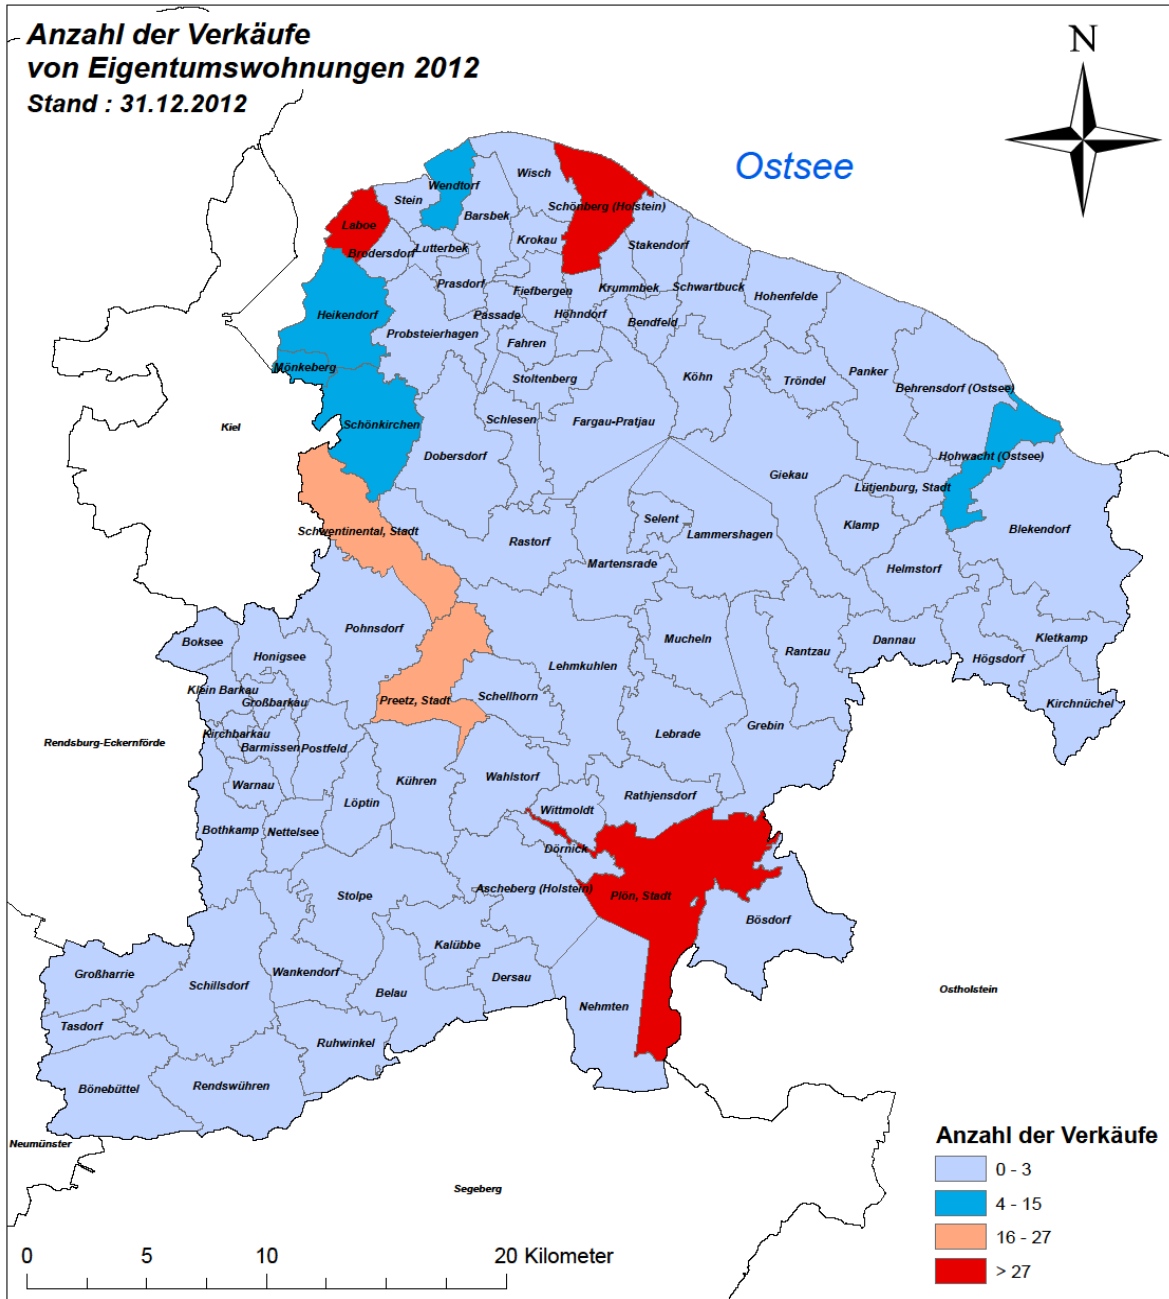 Anzahl der Verkäufe
von Eigentumswohnungen 2012
Stand : 31.12.2012
N
Ostsee
Wisch
Wendtorf
Stein
Schönberg (Holstein)
Barsbek
Laboe
Krokau
Stakendorf
Lutterbek
Brodersdorf
Prasdorf
Fiefbergen
Krummbek
Schwartbuck
Hohenfelde
Heikendorf
Passade
Höhndorf
Bendfeld
Probsteierhagen
Fahren
Mönkeberg
Stoltenberg
Köhn
Tröndel
Panker
Behrensdorf (Ostsee)
Schlesen
Fargau-Pratjau
Schönkirchen
Kiel
Dobersdorf
Hohwacht (Ostsee)
Giekau
Lütjenburg, Stadt
Selent
Klamp
Blekendorf
Schwentinental, Stadt
Lammershagen
Rastorf
Martensrade
Helmstorf
Pohnsdorf
Boksee
Mucheln
Dannau
Kletkamp
Honigsee
Rantzau
Högsdorf
Lehmkuhlen
Klein Barkau
Schellhorn
Großbarkau
Preetz, Stadt
Kirchnüchel
Grebin
Kirchbarkau
Lebrade
Rendsburg-Eckernförde
Barmissen
Postfeld
Wahlstorf
Kühren
Warnau
Rathjensdorf
Löptin
Wittmoldt
Bothkamp
Nettelsee
Dörnick
Ascheberg (Holstein)
Stolpe
Plön, Stadt
Bösdorf
Kalübbe
Großharrie
Wankendorf
Dersau
Schillsdorf
Ostholstein
Belau
Nehmten
Tasdorf
Ruhwinkel
Bönebüttel
Rendswühren
Neumünster
Segeberg
Anzahl der Verkäufe
0 - 3
4 - 15
16 - 27
> 27
0 5 10 20 Kilometer